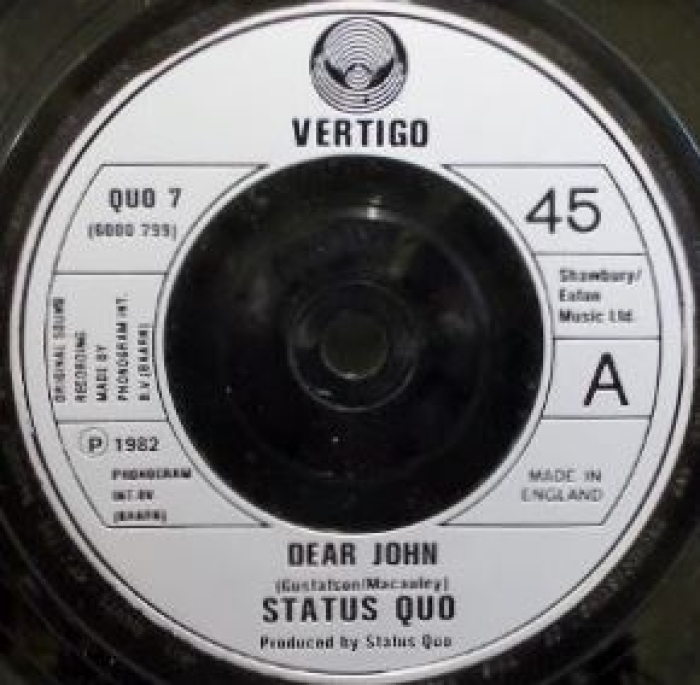 VERTIGO
QUO 7
(6000 799)
45
ORIGINAL SOUND
RECORDING
MADE BY
PHONOGRAM INT.
B.V. (BAARN)
Shawbury/
Eaton
Music Ltd.
A
P 1982
PHONOGRAM
INT. BV
(BAARN)
MADE IN
ENGLAND
DEAR JOHN
(Gustafson/Macauley)
STATUS QUO
Produced by Status Quo